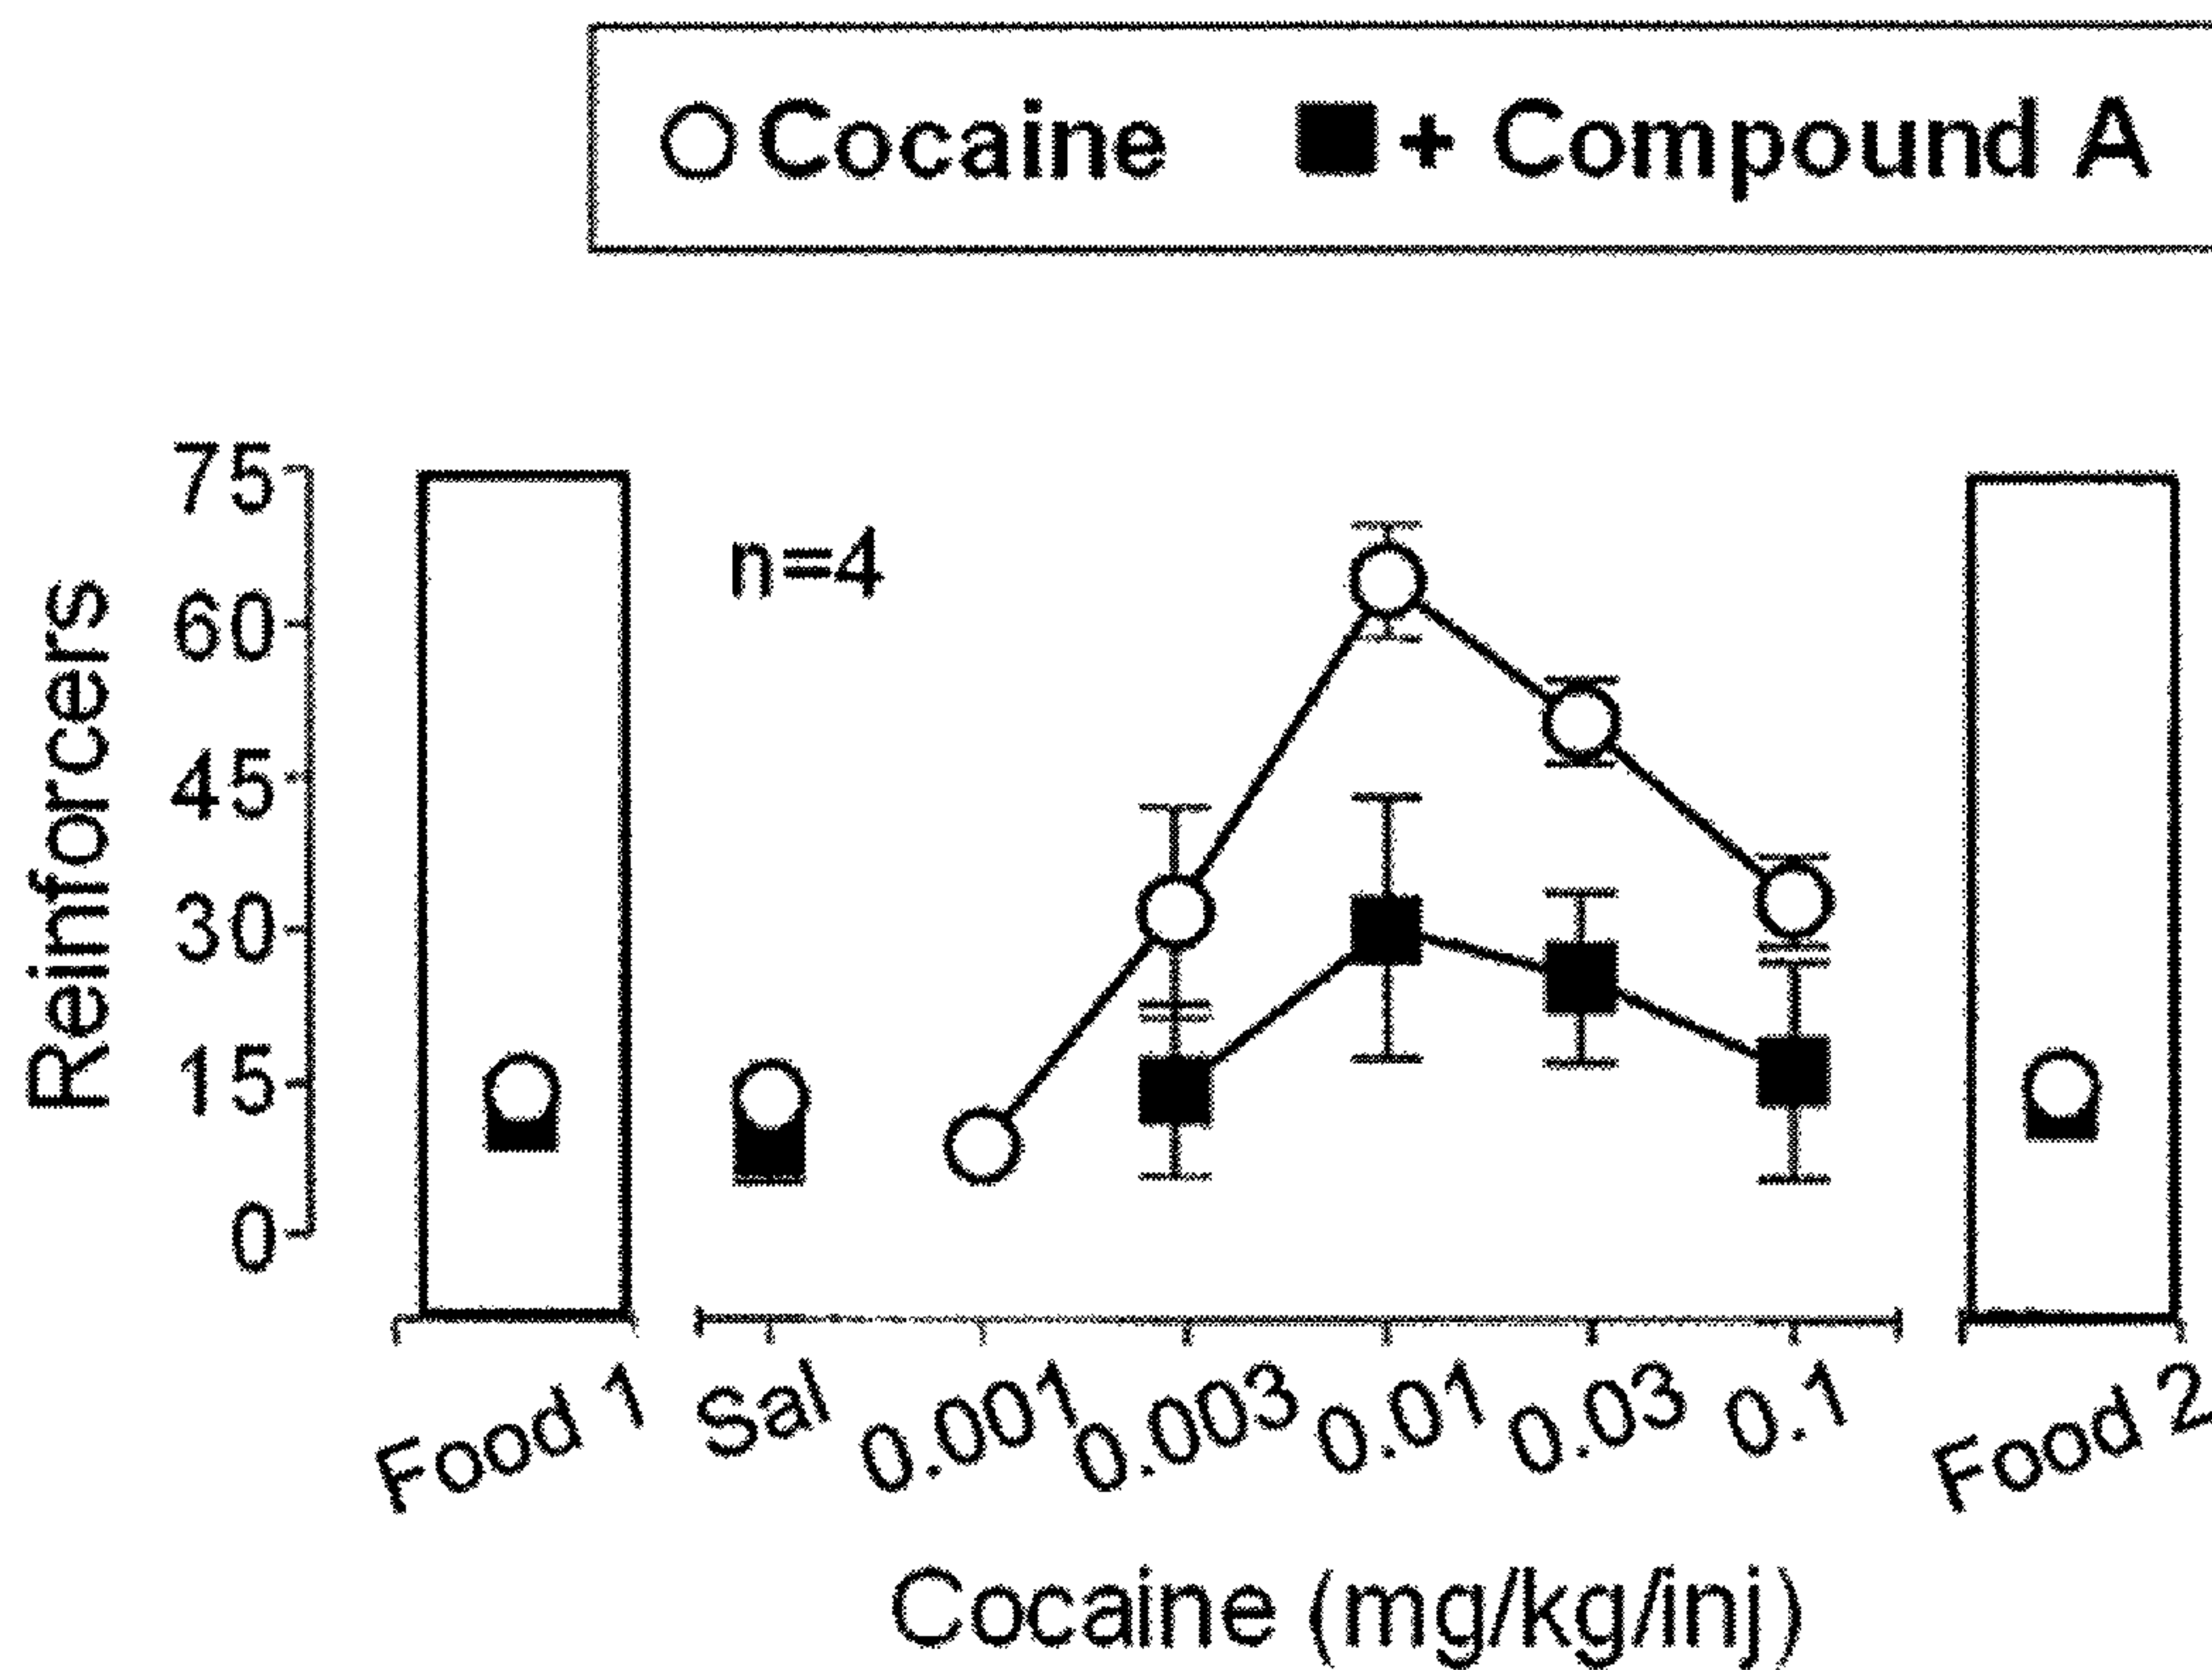 Cocaine + Compound A
75
60
45
30
15
0
Reinforcers
n=4
Food 1 Sal 0.001 0.003 0.01 0.03 0.1 Food 2
Cocaine (mg/kg/inj)